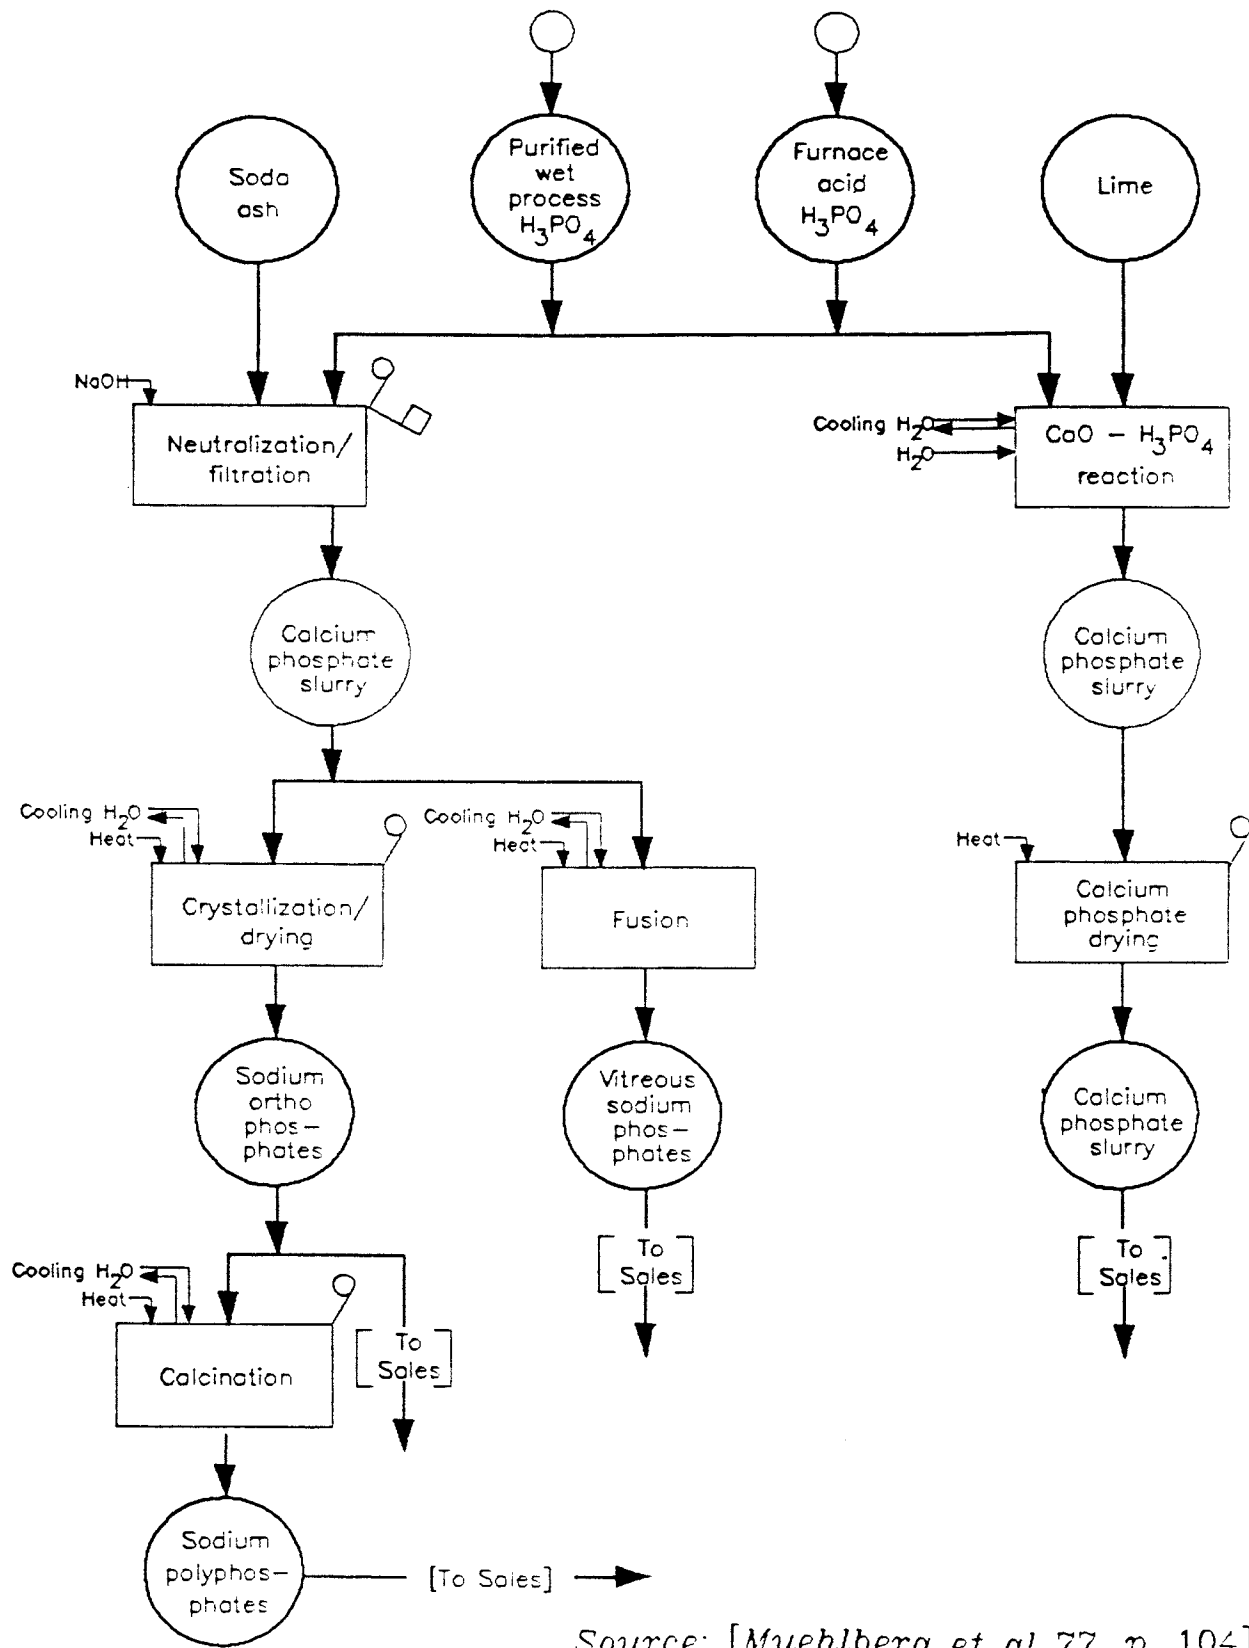 Soda
ash
Purified
wet
process
H₃PO₄
Furnace
acid
H₃PO₄
Lime
NaOH
Neutralization/
filtration
Cooling H₂O
H₂O
CaO – H₃PO₄
reaction
Calcium
phosphate
slurry
Calcium
phosphate
slurry
Cooling H₂O
Heat
Crystallization/
drying
Cooling H₂O
Heat
Fusion
Heat
Calcium
phosphate
drying
Sodium
ortho
phos–
phates
Vitreous
sodium
phos–
phates
Calcium
phosphate
slurry
[To
Sales]
[To
Sales]
Cooling H₂O
Heat
Calcination
[To
Sales]
Sodium
polyphos–
phates
[To Sales]
Source: [Muehlberg et al 77, p. 104]